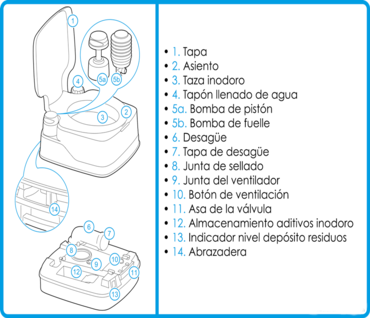 1
5a
5b
4
3
2
14
6
7
8
10
9
11
12
13
• 1. Tapa
• 2. Asiento
• 3. Taza inodoro
• 4. Tapón llenado de agua
• 5a. Bomba de pistón
• 5b. Bomba de fuelle
• 6. Desagüe
• 7. Tapa de desagüe
• 8. Junta de sellado
• 9. Junta del ventilador
• 10. Botón de ventilación
• 11. Asa de la válvula
• 12. Almacenamiento aditivos inodoro
• 13. Indicador nivel depósito residuos
• 14. Abrazadera